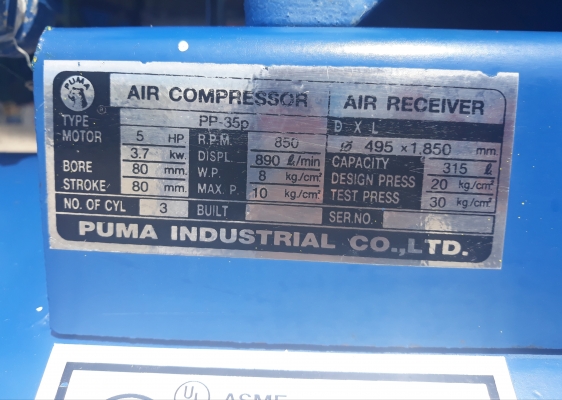 PUMA
®
AIR COMPRESSOR
TYPE PP-35p
MOTOR 5 HP R.P.M. 850
3.7 kw. DISPL. 890 ℓ/min
BORE 80 mm. W.P. 8 kg/cm²
STROKE 80 mm. MAX. P. 10 kg/cm²
NO. OF CYL 3 BUILT
AIR RECEIVER
D X L
ø 495 x 1,850 mm.
CAPACITY 315 ℓ
DESIGN PRESS 20 kg/cm²
TEST PRESS 30 kg/cm²
SER.NO.
PUMA INDUSTRIAL CO.,LTD.
UL ASME